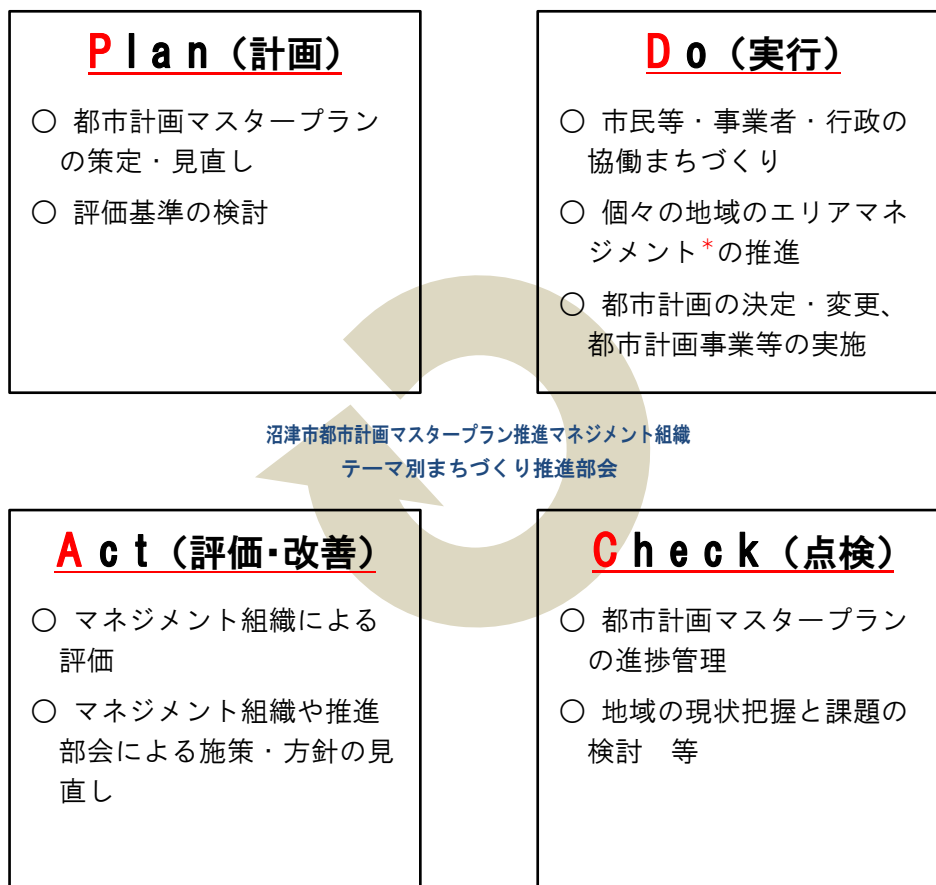 Plan（計画）
○ 都市計画マスタープラン
の策定・見直し
○ 評価基準の検討
Do（実行）
○ 市民等・事業者・行政の
協働まちづくり
○ 個々の地域のエリアマネ
ジメント*の推進
○ 都市計画の決定・変更、
都市計画事業等の実施
沼津市都市計画マスタープラン推進マネジメント組織
テーマ別まちづくり推進部会
Act（評価・改善）
○ マネジメント組織による
評価
○ マネジメント組織や推進
部会による施策・方針の見
直し
Check（点検）
○ 都市計画マスタープラン
の進捗管理
○ 地域の現状把握と課題の
検討　等